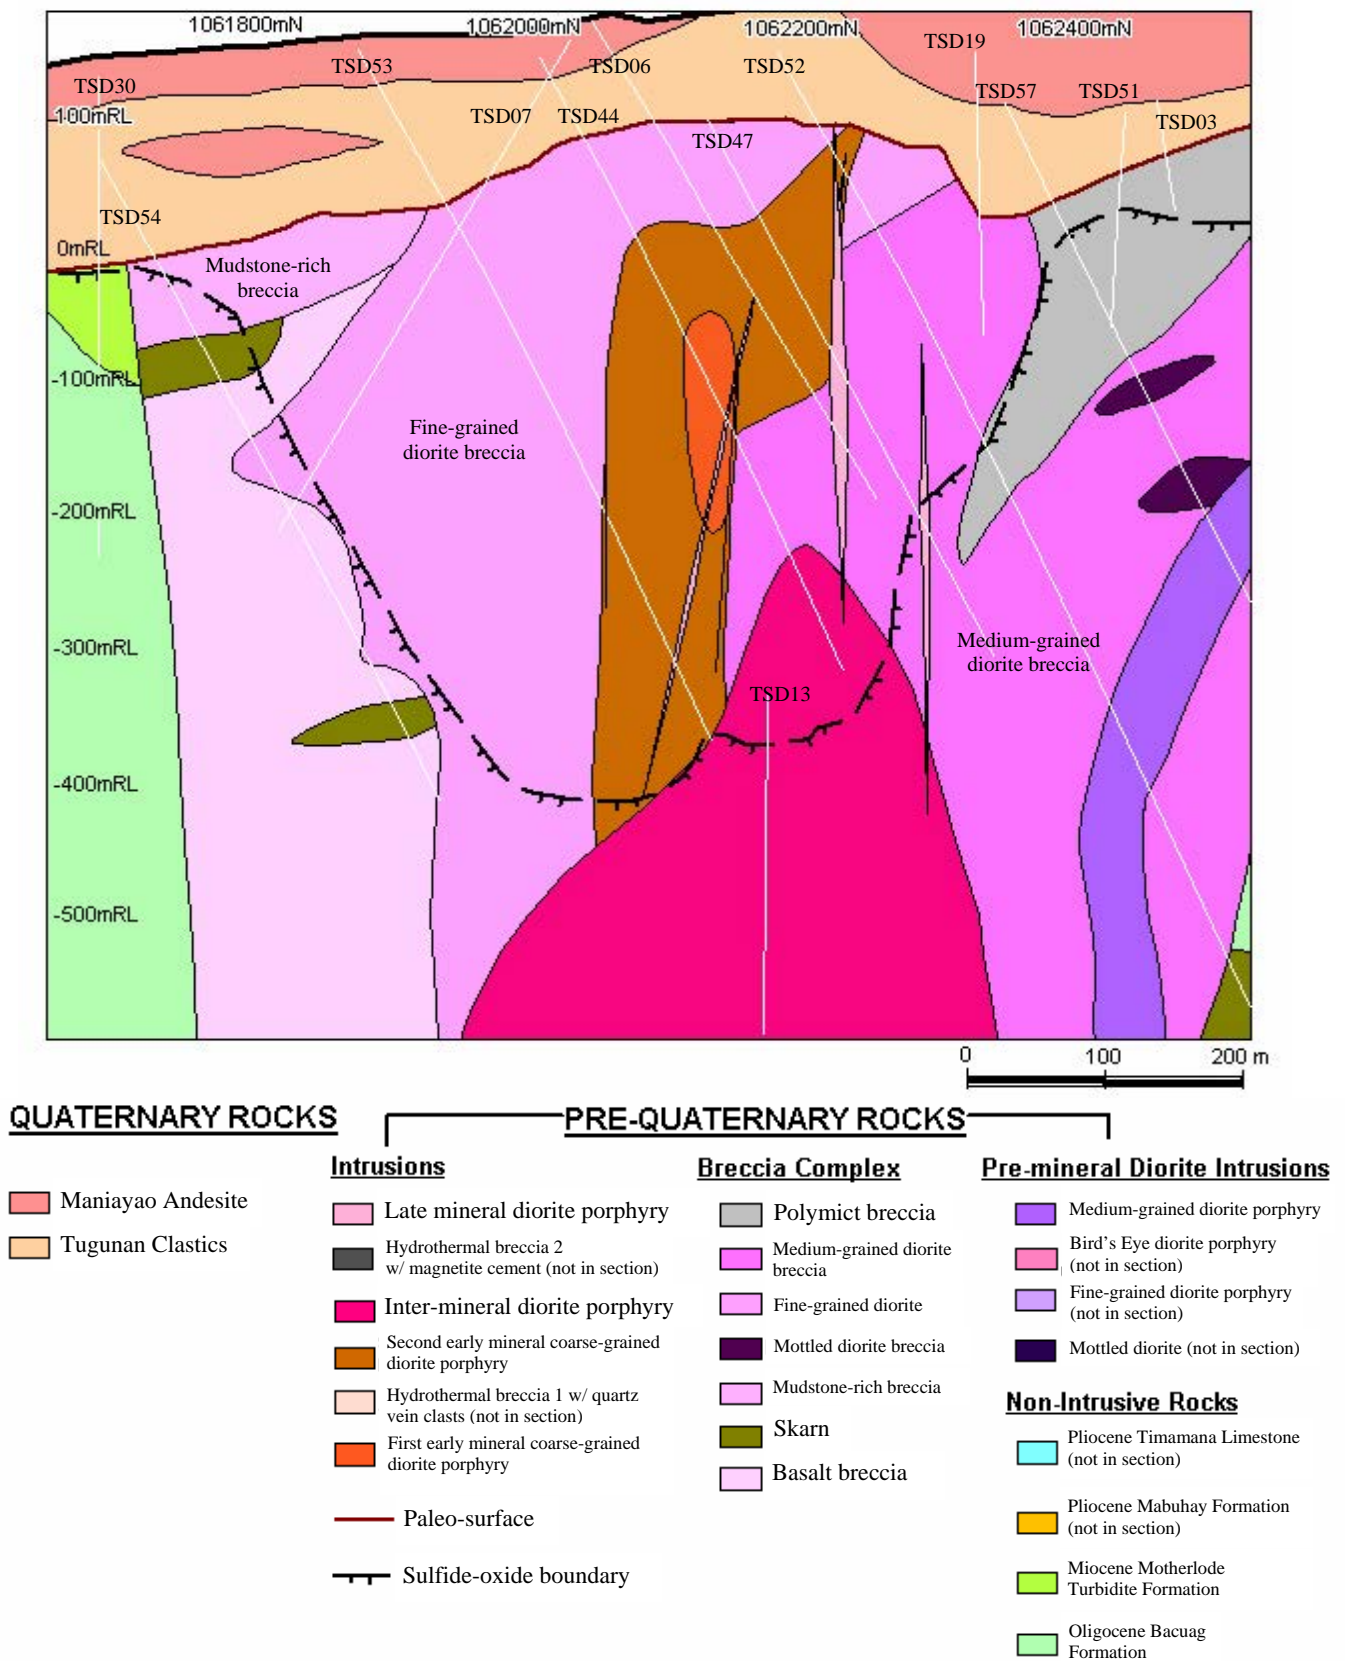 1061800mN
1062000mN
1062200mN
1062400mN
TSD19
TSD53
TSD06
TSD52
TSD30
TSD57
TSD51
100mRL
TSD07
TSD44
TSD03
TSD47
TSD54
0mRL
Mudstone-rich
breccia
-100mRL
Fine-grained
diorite breccia
-200mRL
-300mRL
Medium-grained
diorite breccia
TSD13
-400mRL
-500mRL
0
100
200 m
QUATERNARY ROCKS
Maniayao Andesite
Tugunan Clastics
PRE-QUATERNARY ROCKS
Intrusions
Late mineral diorite porphyry
Hydrothermal breccia 2
w/ magnetite cement (not in section)
Inter-mineral diorite porphyry
Second early mineral coarse-grained
diorite porphyry
Hydrothermal breccia 1 w/ quartz
vein clasts (not in section)
First early mineral coarse-grained
diorite porphyry
Paleo-surface
Sulfide-oxide boundary
Breccia Complex
Polymict breccia
Medium-grained diorite
breccia
Fine-grained diorite
Mottled diorite breccia
Mudstone-rich breccia
Skarn
Basalt breccia
Pre-mineral Diorite Intrusions
Medium-grained diorite porphyry
Bird's Eye diorite porphyry
(not in section)
Fine-grained diorite porphyry
(not in section)
Mottled diorite (not in section)
Non-Intrusive Rocks
Pliocene Timamana Limestone
(not in section)
Pliocene Mabuhay Formation
(not in section)
Miocene Motherlode
Turbidite Formation
Oligocene Bacuag
Formation